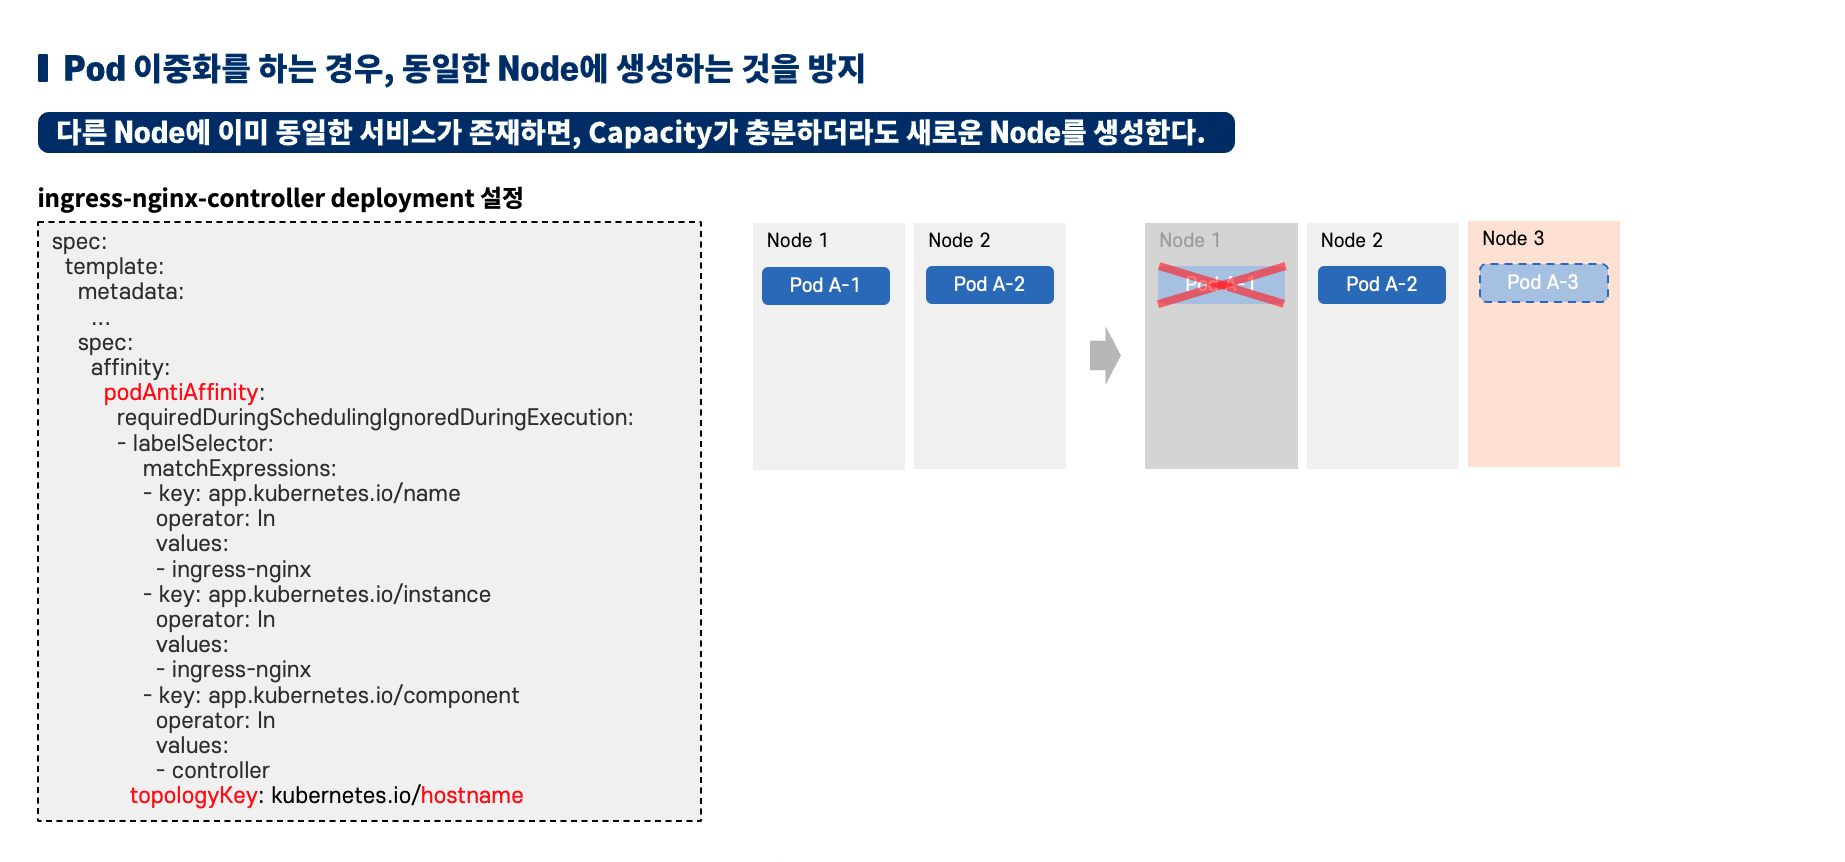 Pod 이중화를 하는 경우, 동일한 Node에 생성하는 것을 방지
다른 Node에 이미 동일한 서비스가 존재하면, Capacity가 충분하더라도 새로운 Node를 생성한다.
ingress-nginx-controller deployment 설정
spec:
template:
metadata:
...
spec:
affinity:
podAntiAffinity:
requiredDuringSchedulingIgnoredDuringExecution:
- labelSelector:
matchExpressions:
- key: app.kubernetes.io/name
operator: In
values:
- ingress-nginx
- key: app.kubernetes.io/instance
operator: In
values:
- ingress-nginx
- key: app.kubernetes.io/component
operator: In
values:
- controller
topologyKey: kubernetes.io/hostname
Node 1
Pod A-1
Node 2
Pod A-2
Node 1
Pod A-1
Node 2
Pod A-2
Node 3
Pod A-3